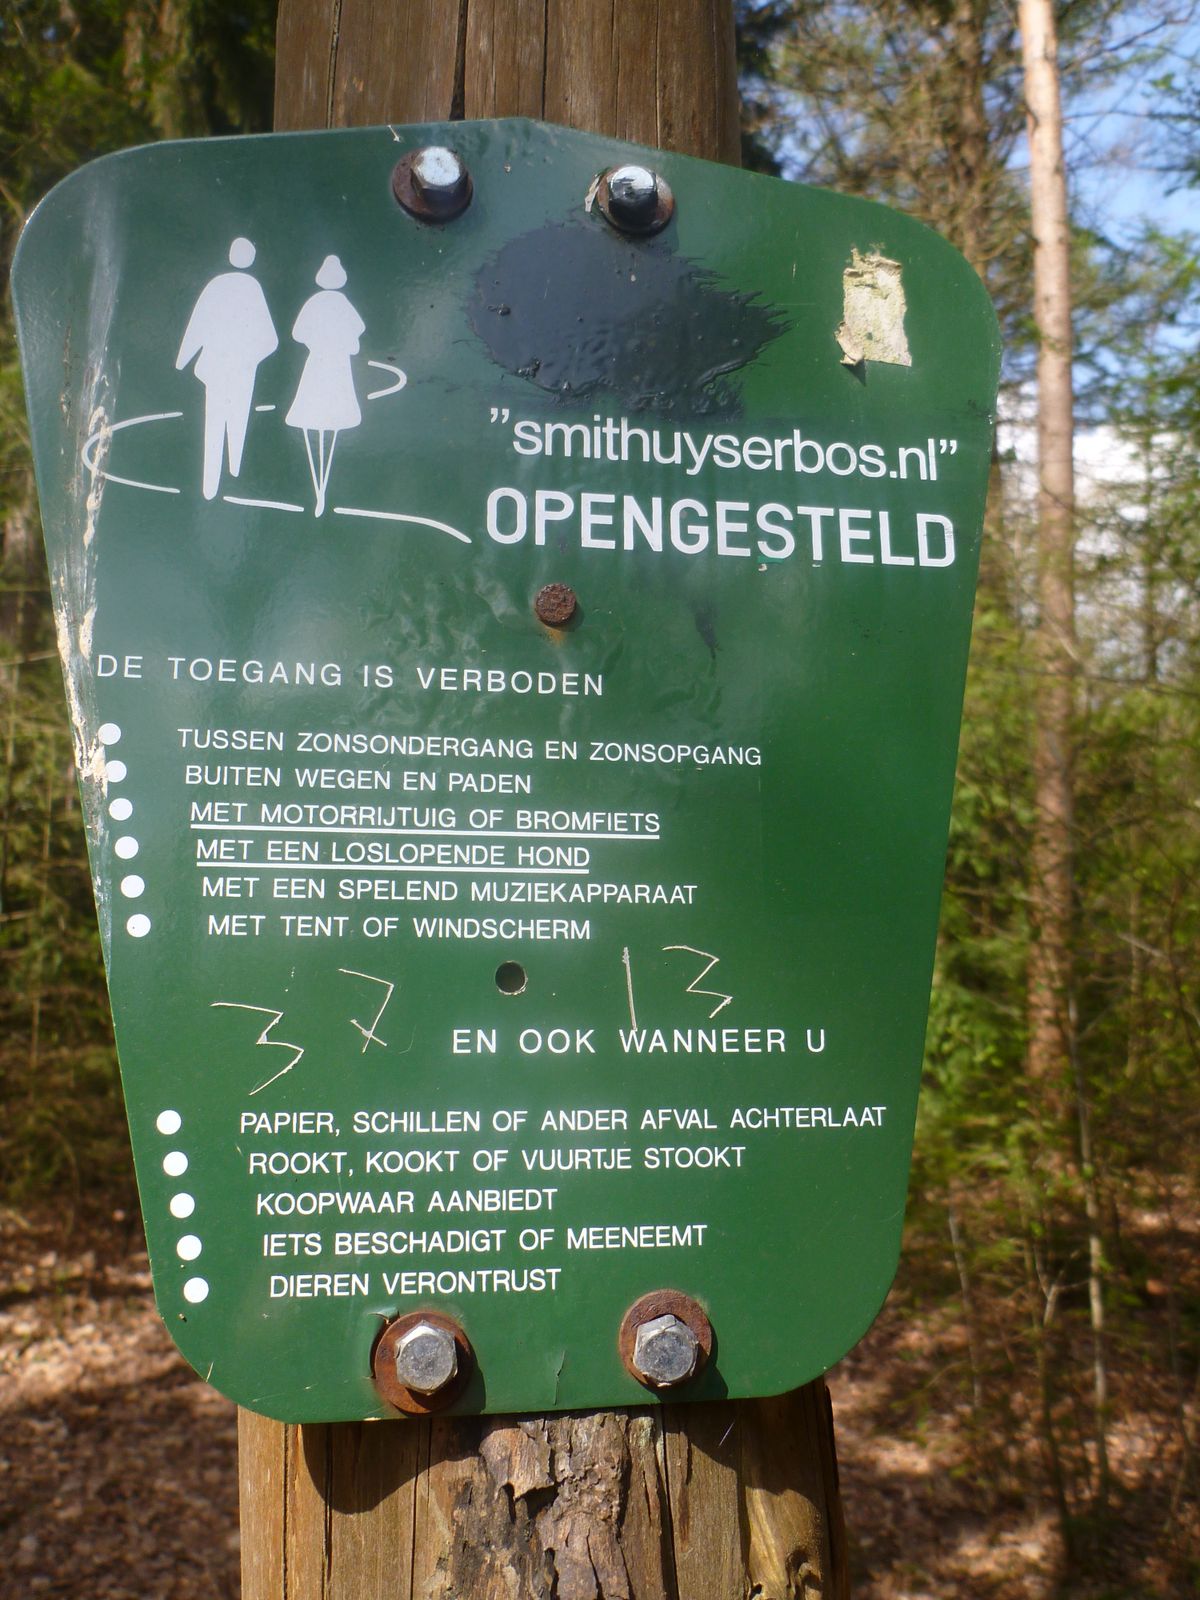 ”smithuyserbos.nl”
OPENGESTELD
DE TOEGANG IS VERBODEN
TUSSEN ZONSONDERGANG EN ZONSOPGANG
BUITEN WEGEN EN PADEN
MET MOTORRIJTUIG OF BROMFIETS
MET EEN LOSLOPENDE HOND
MET EEN SPELEND MUZIEKAPPARAAT
MET TENT OF WINDSCHERM
37 13
EN OOK WANNEER U
PAPIER, SCHILLEN OF ANDER AFVAL ACHTERLAAT
ROOKT, KOOKT OF VUURTJE STOOKT
KOOPWAAR AANBIEDT
IETS BESCHADIGT OF MEENEEMT
DIEREN VERONTRUST